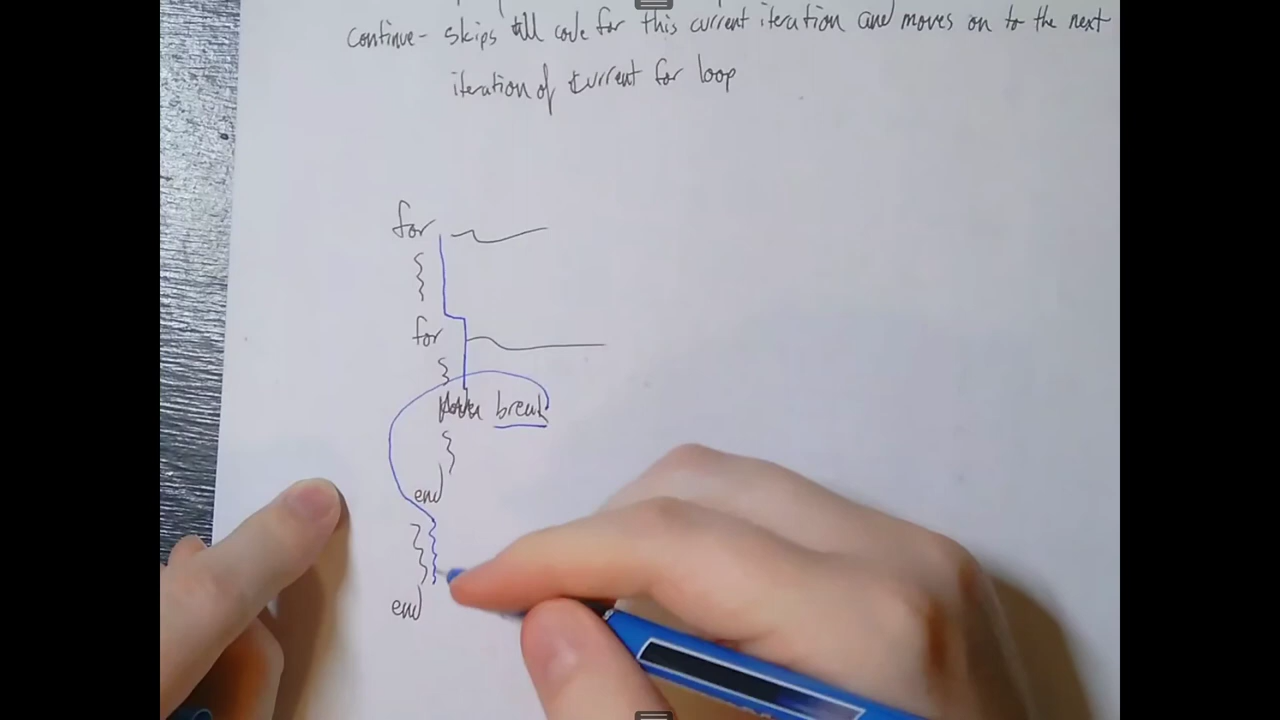 continue- skips all code for this current iteration and moves on to the next
iteration of current for loop
for
for
break
end
end